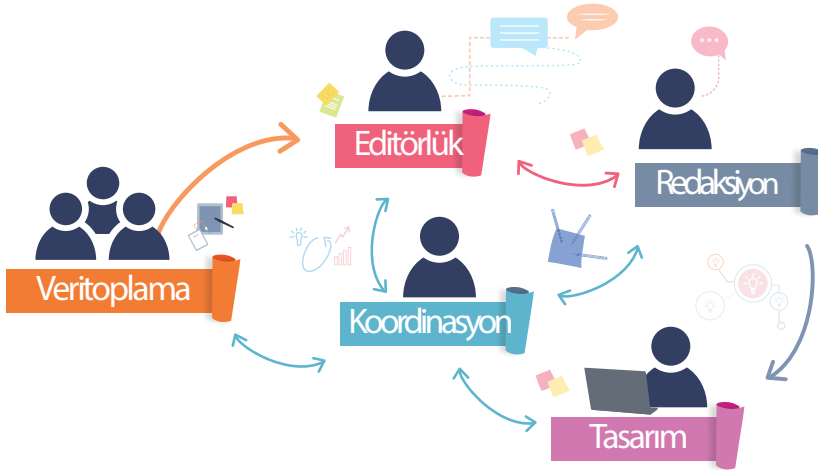 Editörlük
Redaksiyon
Veritoplama
Koordinasyon
Tasarım